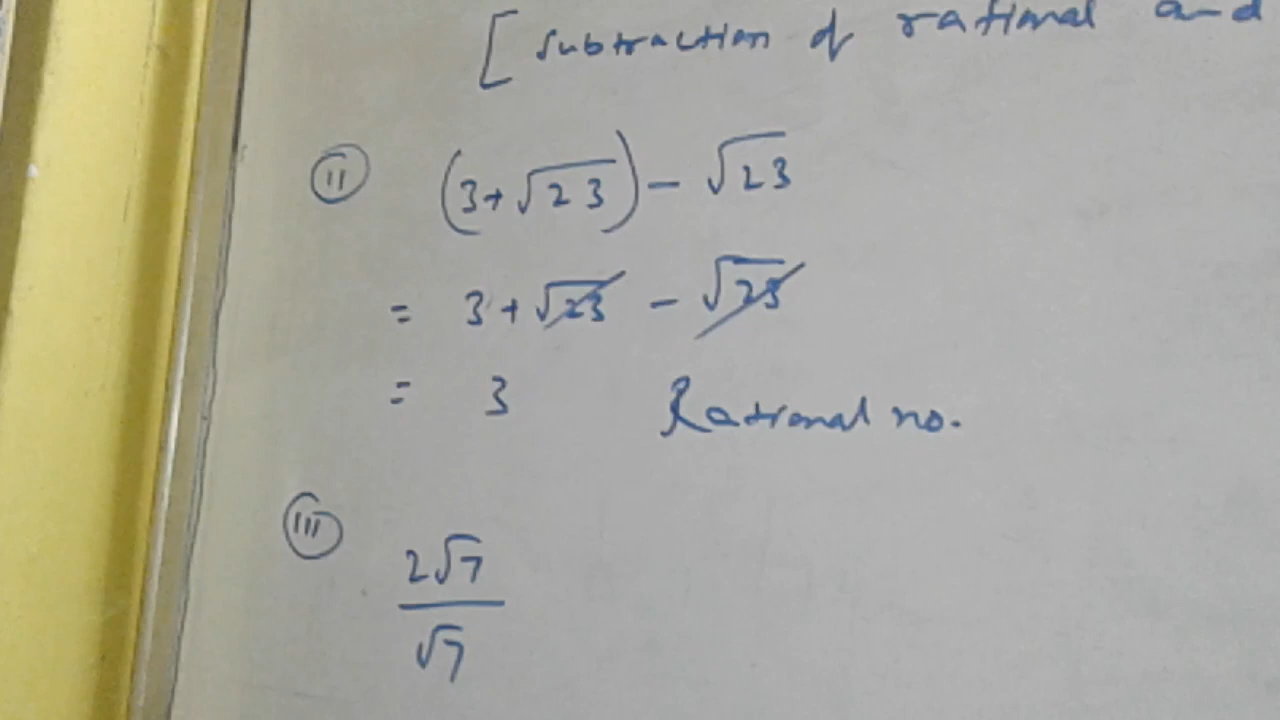 [subtraction of rational and
(ii) (3+√23) - √23
= 3 + √23 - √23
= 3 Rational no.
(iii) 2√7
√7